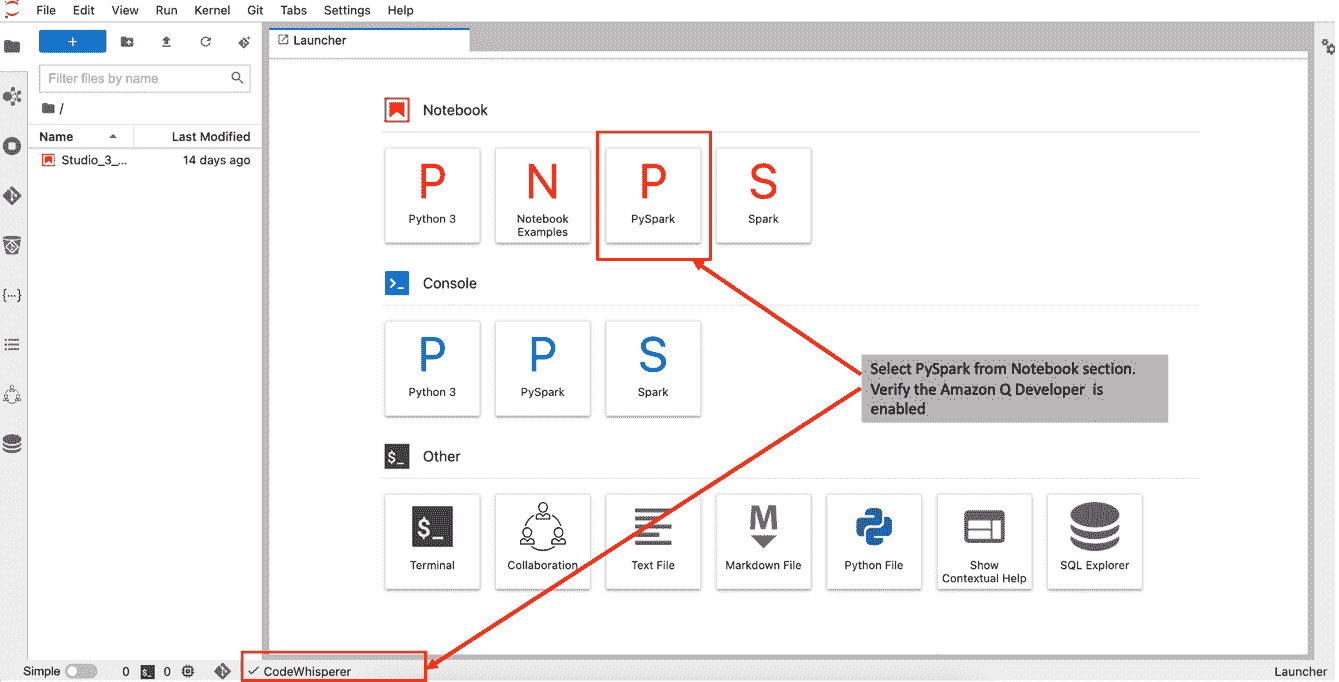 File Edit View Run Kernel Git Tabs Settings Help
+
Launcher
Filter files by name
/
Name Last Modified
Studio_3_... 14 days ago
Notebook
P N P S
Python 3 Notebook Examples PySpark Spark
Console
P P S
Python 3 PySpark Spark
Select PySpark from Notebook section.
Verify the Amazon Q Developer is
enabled
$_ Other
$_ M
Terminal Collaboration Text File Markdown File Python File Show Contextual Help SQL Explorer
Simple 0 $_ 0 CodeWhisperer Launcher